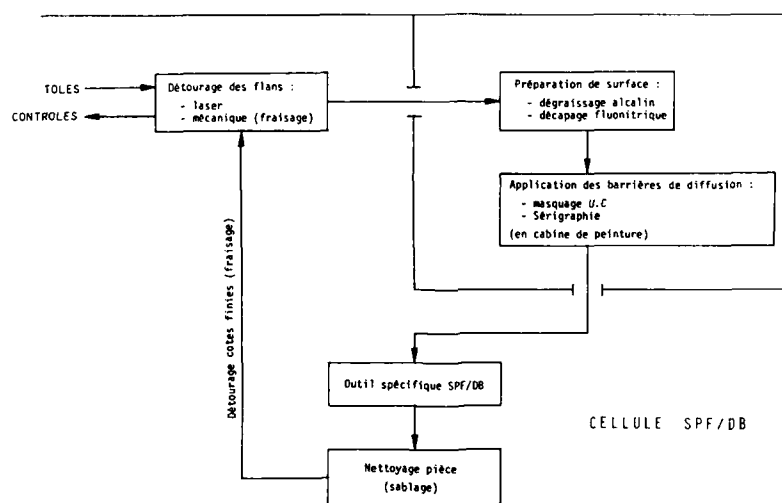 TOLES
CONTROLES
Détourage des flans :
- laser
- mécanique (fraisage)
Préparation de surface :
- dégraissage alcalin
- décapage fluonitrique
Application des barrières de diffusion :
- masquage U.C
- Sérigraphie
(en cabine de peinture)
Détourage cotes finies (fraisage)
Outil spécifique SPF/DB
CELLULE SPF/DB
Nettoyage pièce
(sablage)